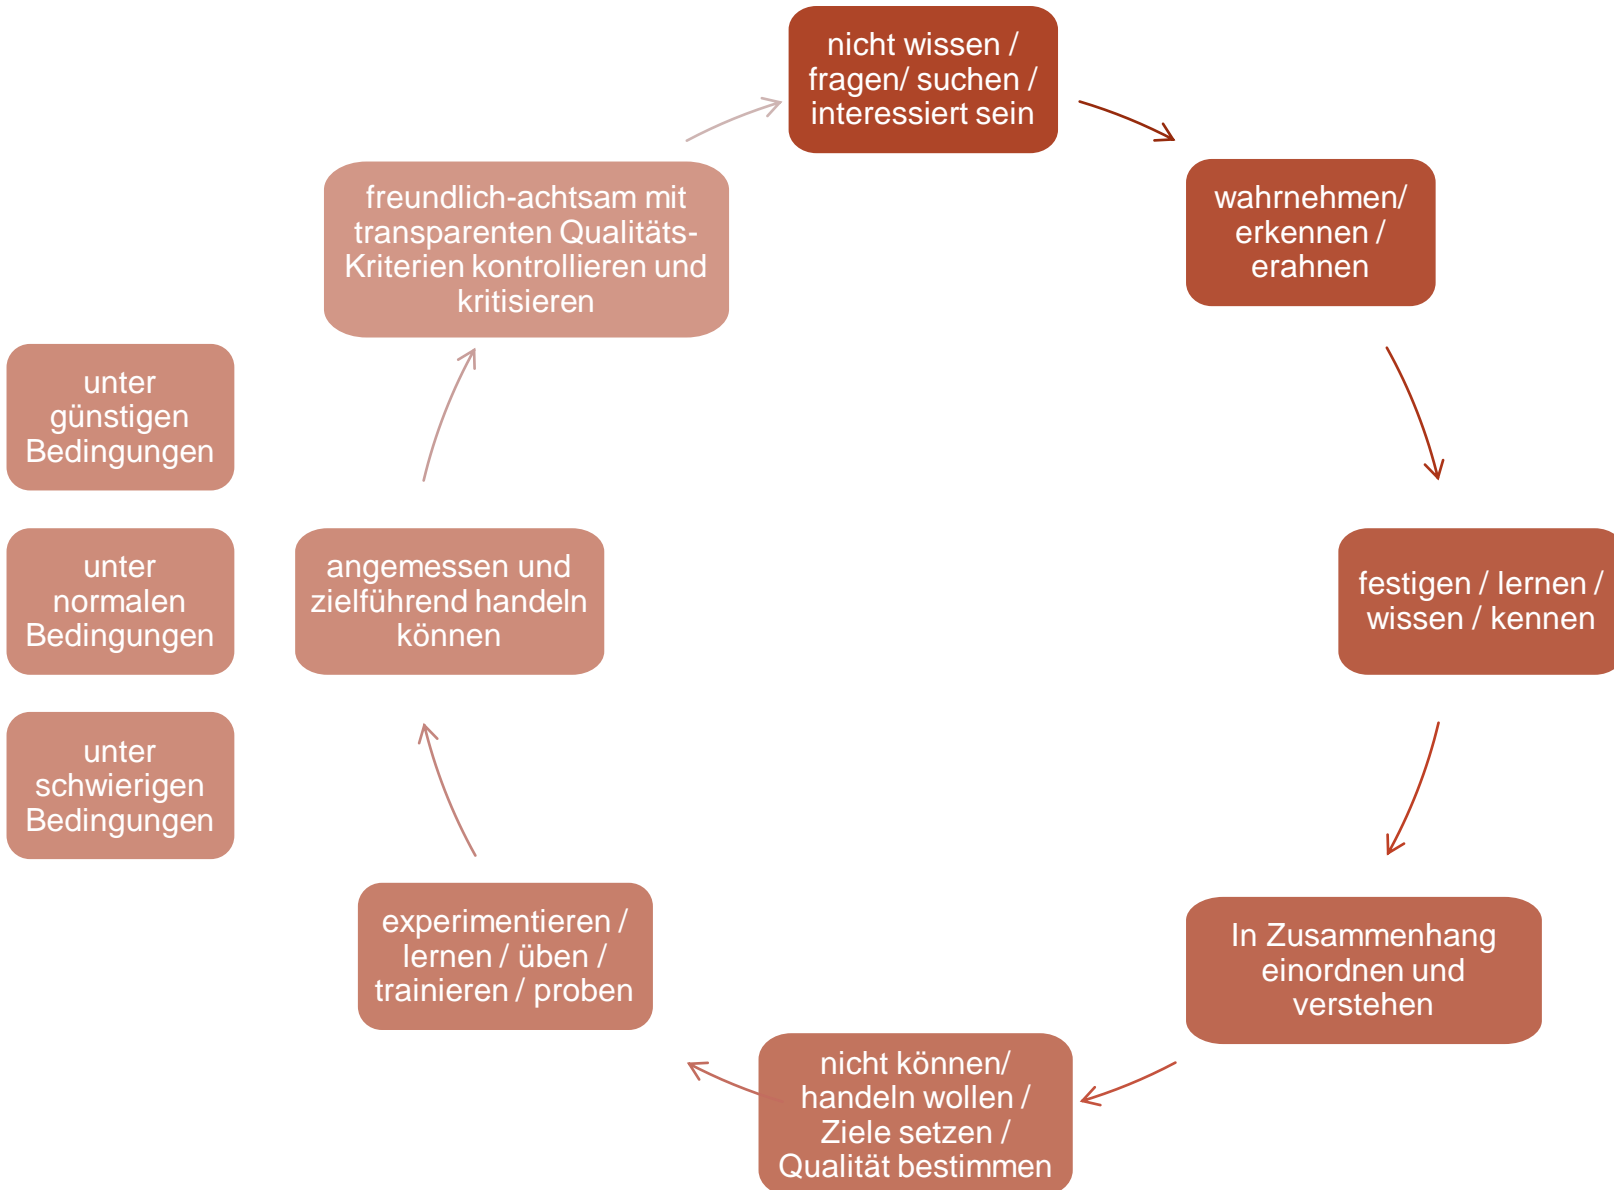 nicht wissen /
fragen/ suchen /
interessiert sein
wahrnehmen/
erkennen /
erahnen
festigen / lernen /
wissen / kennen
In Zusammenhang
einordnen und
verstehen
nicht können/
handeln wollen /
Ziele setzen /
Qualität bestimmen
experimentieren /
lernen / üben /
trainieren / proben
angemessen und
zielführend handeln
können
freundlich-achtsam mit
transparenten Qualitäts-
Kriterien kontrollieren und
kritisieren
unter
günstigen
Bedingungen
unter
normalen
Bedingungen
unter
schwierigen
Bedingungen